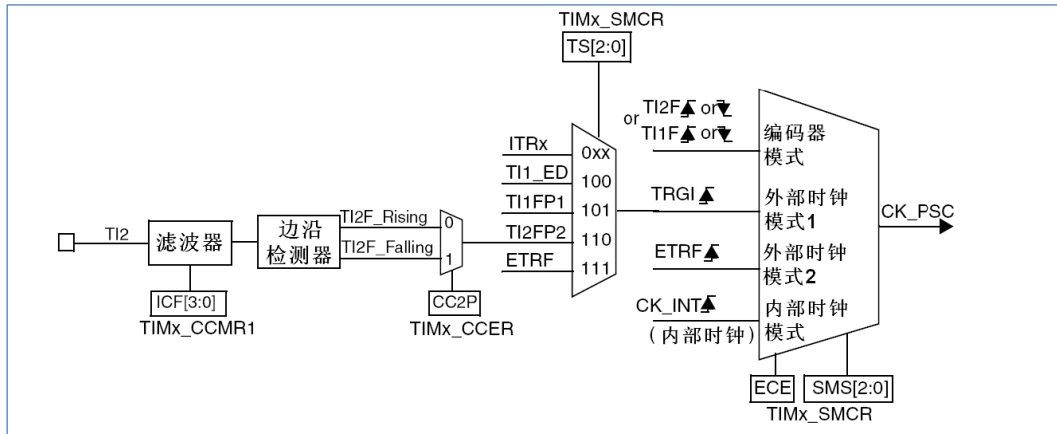 TIMx_SMCR
TS[2:0]
or TI2F or
TI1F or
编码器
模式
ITRx
0xx
TI1_ED
100
TRGI
外部时钟
模式1
CK_PSC
TI1FP1
101
TI2
滤波器
边沿
检测器
TI2F_Rising
0
TI2F_Falling
1
TI2FP2
110
ETRF
111
ETRF
外部时钟
模式2
ICF[3:0]
TIMx_CCMR1
CC2P
TIMx_CCER
CK_INT
(内部时钟)
内部时钟
模式
ECE
SMS[2:0]
TIMx_SMCR